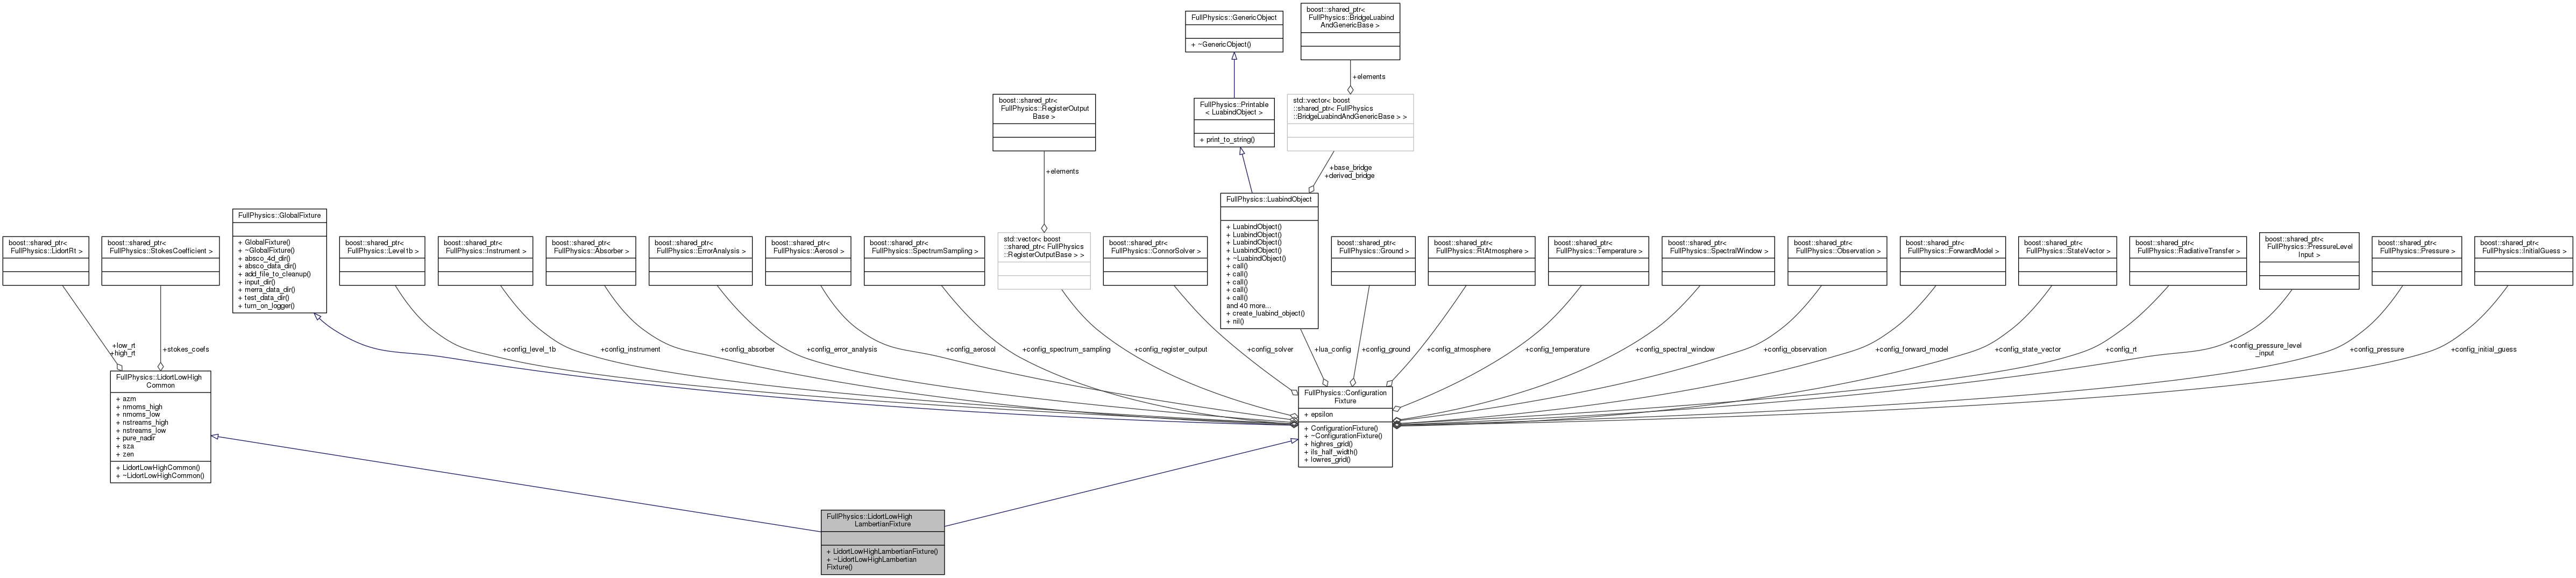 FullPhysics::GenericObject
+ ~GenericObject()
boost::shared_ptr<
FullPhysics::BridgeLuabind
AndGenericBase >
+elements
boost::shared_ptr<
FullPhysics::RegisterOutput
Base >
FullPhysics::Printable
< LuabindObject >
+ print_to_string()
std::vector< boost
::shared_ptr< FullPhysics
::BridgeLuabindAndGenericBase > >
+elements
+base_bridge
+derived_bridge
boost::shared_ptr<
FullPhysics::LidortRt >
boost::shared_ptr<
FullPhysics::StokesCoefficient >
FullPhysics::GlobalFixture
+ GlobalFixture()
+ ~GlobalFixture()
+ absco_4d_dir()
+ absco_data_dir()
+ add_file_to_cleanup()
+ input_dir()
+ merra_data_dir()
+ test_data_dir()
+ turn_on_logger()
boost::shared_ptr<
FullPhysics::Level1b >
boost::shared_ptr<
FullPhysics::Instrument >
boost::shared_ptr<
FullPhysics::Absorber >
boost::shared_ptr<
FullPhysics::ErrorAnalysis >
boost::shared_ptr<
FullPhysics::Aerosol >
boost::shared_ptr<
FullPhysics::SpectrumSampling >
std::vector< boost
::shared_ptr< FullPhysics
::RegisterOutputBase > >
boost::shared_ptr<
FullPhysics::ConnorSolver >
FullPhysics::LuabindObject
+ LuabindObject()
+ LuabindObject()
+ LuabindObject()
+ LuabindObject()
+ ~LuabindObject()
+ call()
+ call()
+ call()
+ call()
+ call()
and 40 more...
+ create_luabind_object()
+ nil()
boost::shared_ptr<
FullPhysics::Ground >
boost::shared_ptr<
FullPhysics::RtAtmosphere >
boost::shared_ptr<
FullPhysics::Temperature >
boost::shared_ptr<
FullPhysics::SpectralWindow >
boost::shared_ptr<
FullPhysics::Observation >
boost::shared_ptr<
FullPhysics::ForwardModel >
boost::shared_ptr<
FullPhysics::StateVector >
boost::shared_ptr<
FullPhysics::RadiativeTransfer >
boost::shared_ptr<
FullPhysics::PressureLevel
Input >
boost::shared_ptr<
FullPhysics::Pressure >
boost::shared_ptr<
FullPhysics::InitialGuess >
+low_rt
+high_rt
+stokes_coefs
+config_level_1b
+config_instrument
+config_absorber
+config_error_analysis
+config_aerosol
+config_spectrum_sampling
+config_register_output
+config_solver
+lua_config
+config_ground
+config_atmosphere
+config_temperature
+config_spectral_window
+config_observation
+config_forward_model
+config_state_vector
+config_rt
+config_pressure_level
_input
+config_pressure
+config_initial_guess
FullPhysics::LidortLowHigh
Common
+ azm
+ nmoms_high
+ nmoms_low
+ nstreams_high
+ nstreams_low
+ pure_nadir
+ sza
+ zen
+ LidortLowHighCommon()
+ ~LidortLowHighCommon()
FullPhysics::Configuration
Fixture
+ epsilon
+ ConfigurationFixture()
+ ~ConfigurationFixture()
+ highres_grid()
+ ils_half_width()
+ lowres_grid()
FullPhysics::LidortLowHigh
LambertianFixture
+ LidortLowHighLambertianFixture()
+ ~LidortLowHighLambertian
Fixture()